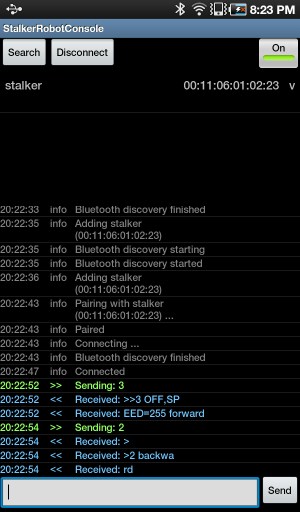 8:23 PM
StalkerRobotConsole
Search Disconnect On
stalker 00:11:06:01:02:23 v
20:22:33 info Bluetooth discovery finished
20:22:35 info Adding stalker
(00:11:06:01:02:23)
20:22:35 info Bluetooth discovery starting
20:22:35 info Bluetooth discovery started
20:22:36 info Adding stalker
(00:11:06:01:02:23)
20:22:43 info Pairing with stalker
(00:11:06:01:02:23) ...
20:22:43 info Paired
20:22:43 info Connecting ...
20:22:43 info Bluetooth discovery finished
20:22:47 info Connected
20:22:52 >> Sending: 3
20:22:52 << Received: >>3 OFF,SP
20:22:52 << Received: EED=255 forward
20:22:54 >> Sending: 2
20:22:54 << Received: >
20:22:54 << Received: >2 backwa
20:22:54 << Received: rd
Send